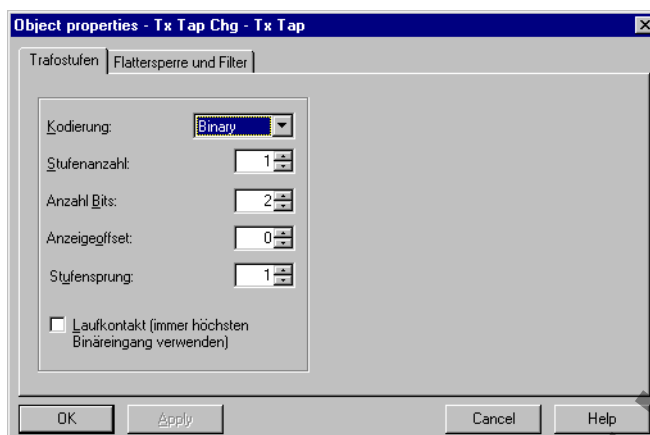 Object properties - Tx Tap Chg - Tx Tap
Trafostufen
Flattersperre und Filter
Kodierung: Binary
Stufenanzahl: 1
Anzahl Bits: 2
Anzeigeoffset: 0
Stufensprung: 1
Laufkontakt (immer höchsten
Binäreingang verwenden)
OK Apply Cancel Help